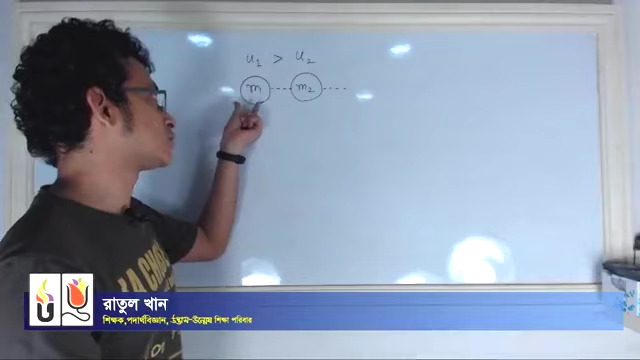 u₁ > u₂
m₁ m₂
রাতুল খান
শিক্ষক, পদার্থবিজ্ঞান, উদ্ভাস-উন্মেষ শিক্ষা পরিবার